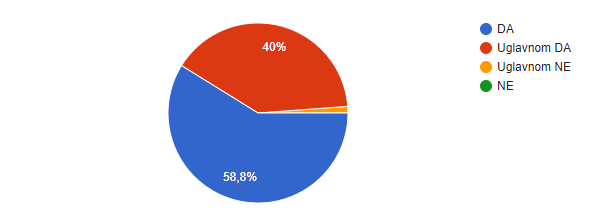 40%
58,8%
DA
Uglavnom DA
Uglavnom NE
NE